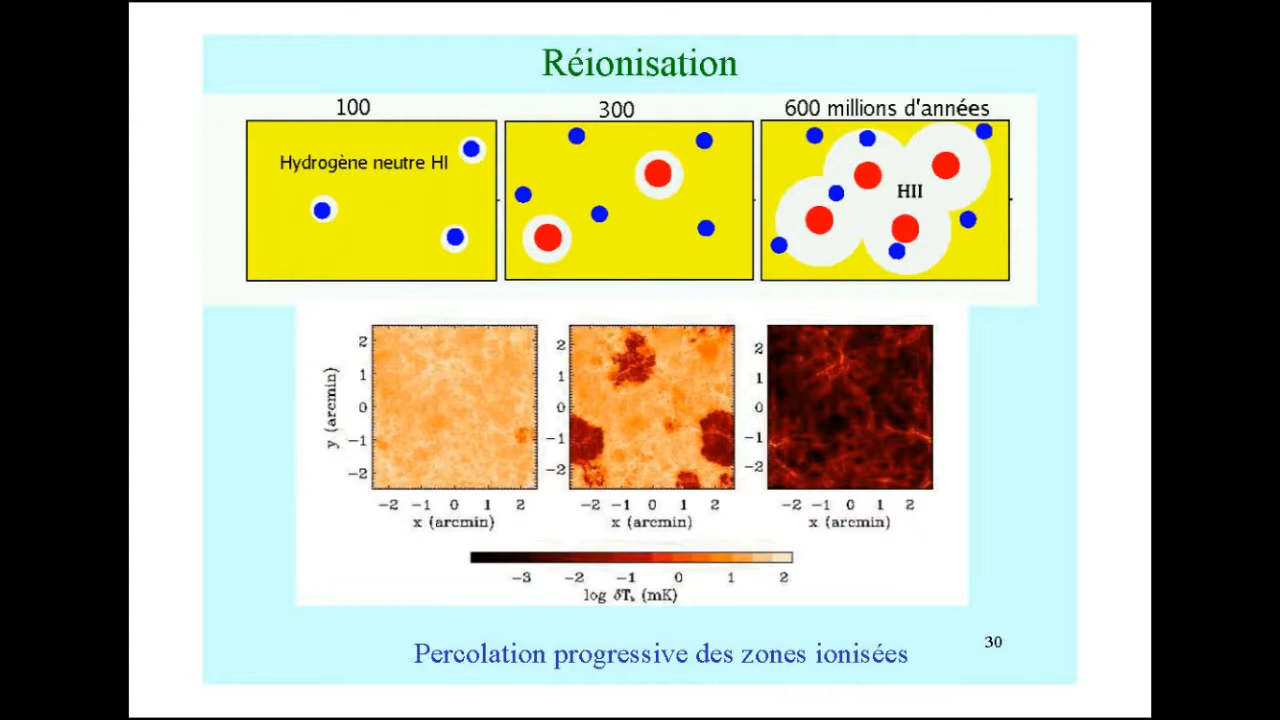 Réionisation
100 300 600 millions d'années
Hydrogène neutre HI
HII
y (arcmin)
2 1 0 −1 −2
2 1 0 −1 −2
2 1 0 −1 −2
−2 −1 0 1 2 −2 −1 0 1 2 −2 −1 0 1 2
x (arcmin) x (arcmin) x (arcmin)
−3 −2 −1 0 1 2
log δTb (mK)
Percolation progressive des zones ionisées
30